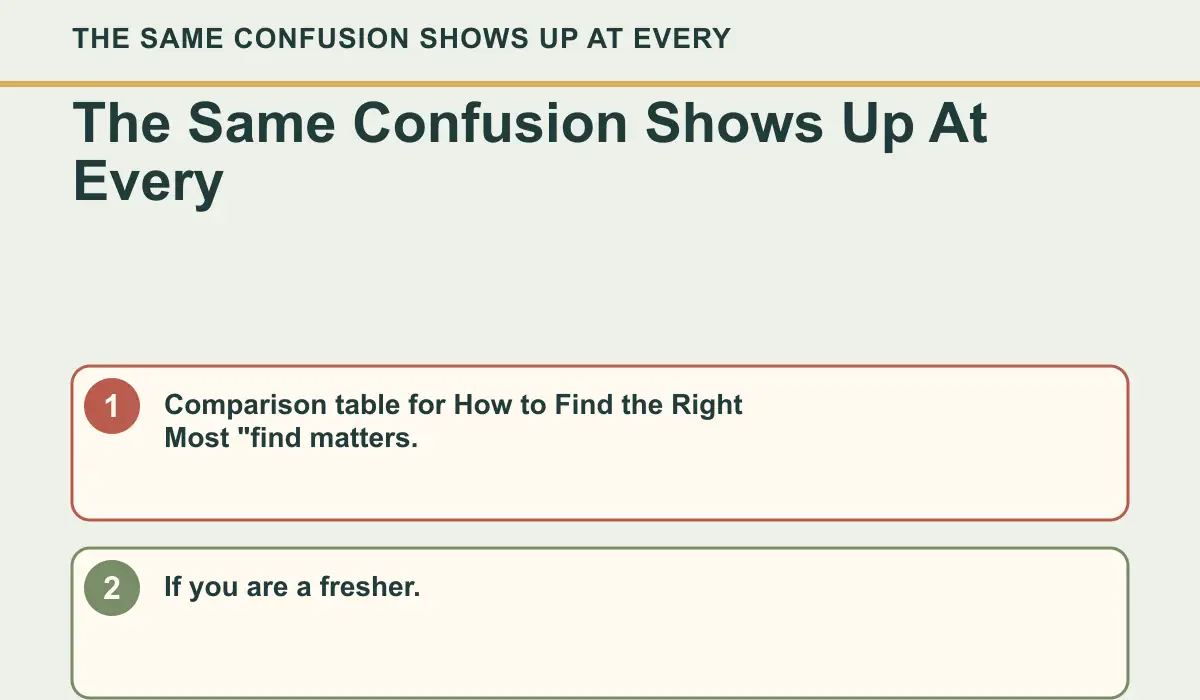 THE SAME CONFUSION SHOWS UP AT EVERY
The Same Confusion Shows Up At
Every
1
Comparison table for How to Find the Right
Most "find matters.
2
If you are a fresher.